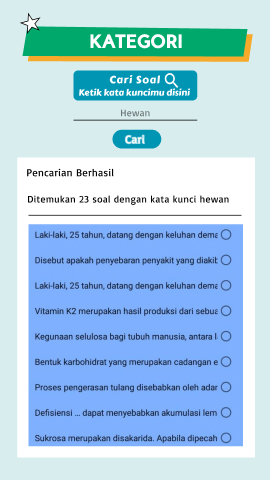 KATEGORI
Cari Soal
Ketik kata kuncimu disini
Hewan
Cari
Pencarian Berhasil
Ditemukan 23 soal dengan kata kunci hewan
Laki-laki, 25 tahun, datang dengan keluhan dema
Disebut apakah penyebaran penyakit yang diakib
Laki-laki, 25 tahun, datang dengan keluhan dema
Vitamin K2 merupakan hasil produksi dari sebua
Kegunaan selulosa bagi tubuh manusia, antara l
Bentuk karbohidrat yang merupakan cadangan e
Proses pengerasan tulang disebabkan oleh adar
Defisiensi ... dapat menyebabkan akumulasi lem
Sukrosa merupakan disakarida. Apabila dipecah